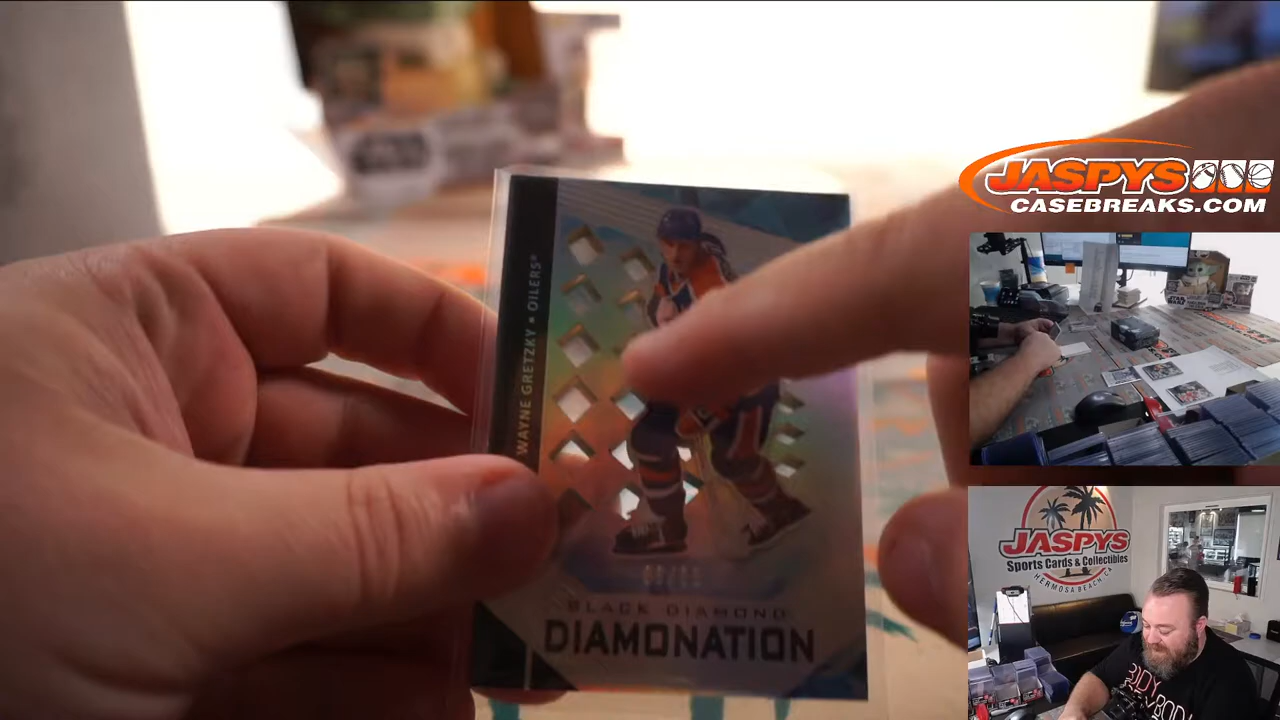 WAYNE GRETZKY • OILERS
BLACK DIAMOND
DIAMONATION
JASPYS
CASEBREAKS.COM
JASPYS
Sports Cards & Collectibles
HERMOSA BEACH CA